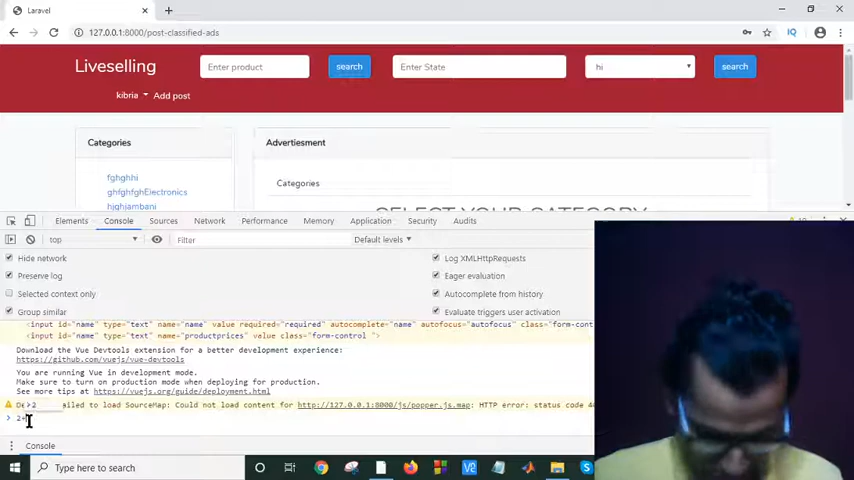 Laravel
127.0.0.1:8000/post-classified-ads
Liveselling
Enter product
search
Enter State
hi
search
kibria
Add post
Categories
Advertiesment
fghghhi
ghfghfghElectronics
hjghjambani
Categories
SELECT YOUR CATEGORY
Elements Console Sources Network Performance Memory Application Security Audits
top Filter Default levels
Hide network
Log XMLHttpRequests
Preserve log
Eager evaluation
Selected context only
Autocomplete from history
Group similar
Evaluate triggers user activation
<input id="name" type="text" name="name" value required="required" autocomplete="name" autofocus="autofocus" class="form-cont
<input id="name" type="text" name="productprices" value class="form-control ">
Download the Vue Devtools extension for a better development experience:
https://github.com/vuejs/vue-devtools
You are running Vue in development mode.
Make sure to turn on production mode when deploying for production.
See more tips at https://vuejs.org/guide/deployment.html
ailed to load SourceMap: Could not load content for http://127.0.0.1:8000/js/popper.js.map: HTTP error: status code 4
Console
Type here to search